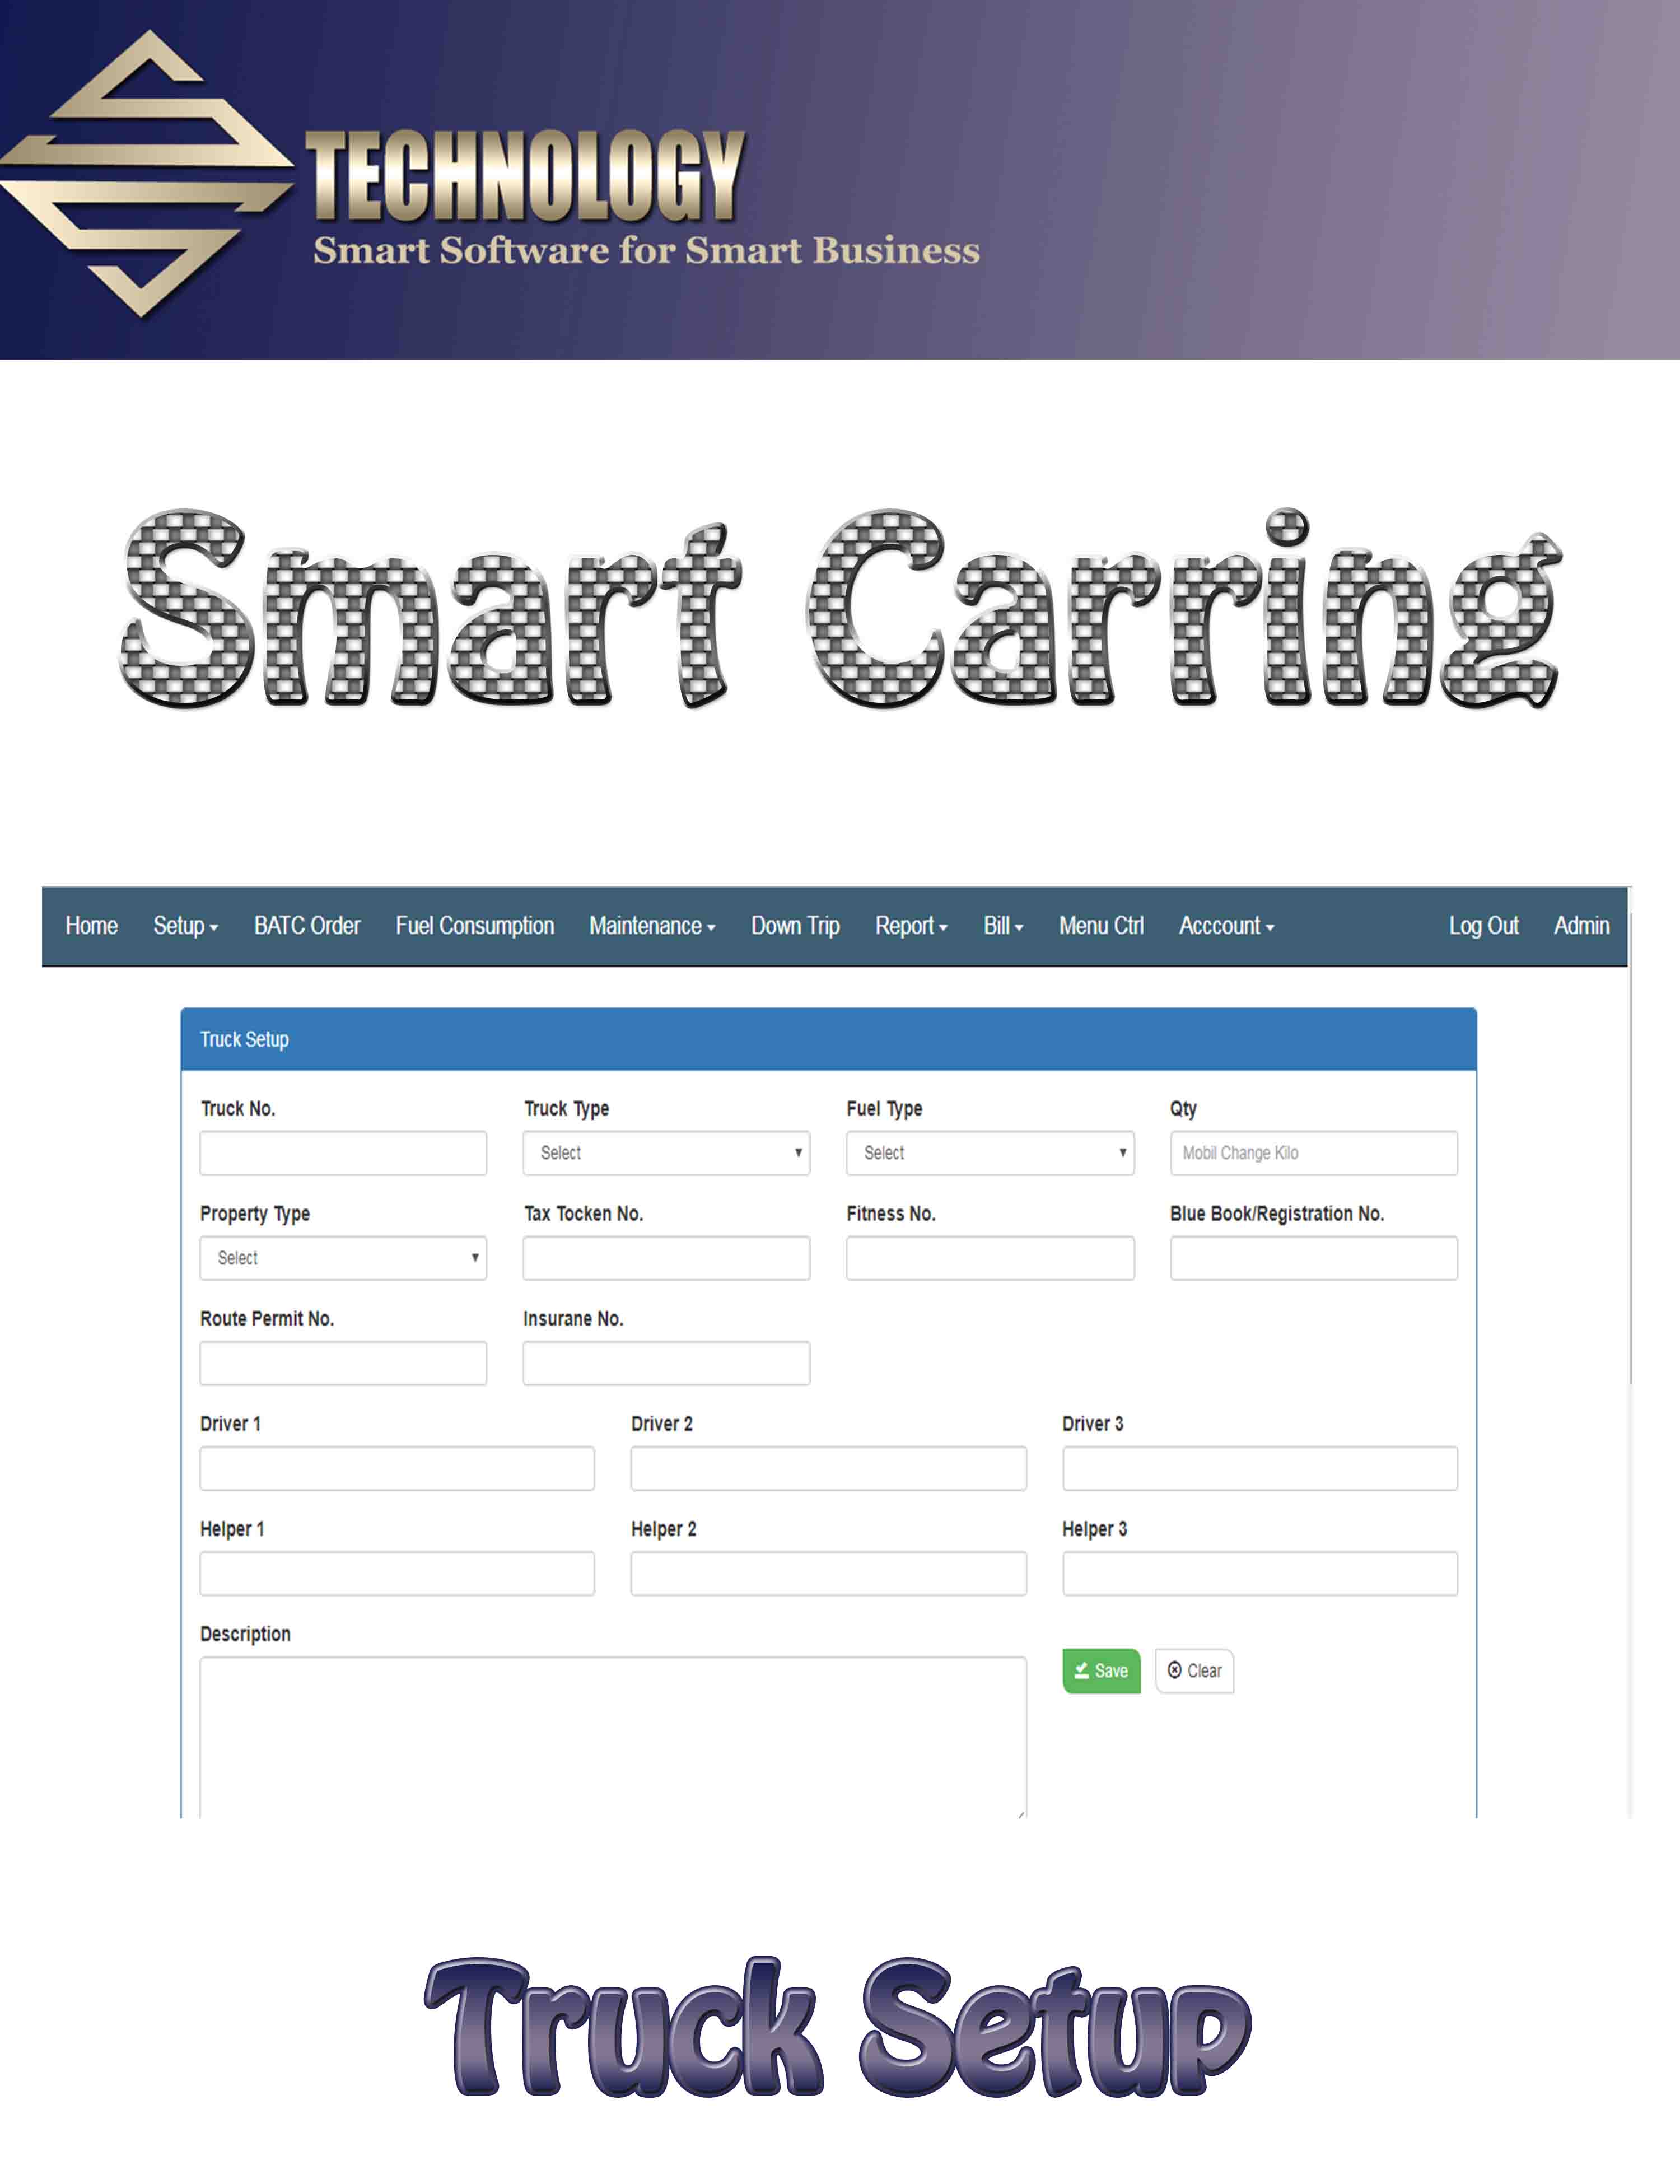 TECHNOLOGY
Smart Software for Smart Business
Smart Carring
Home Setup BATC Order Fuel Consumption Maintenance Down Trip Report Bill Menu Ctrl Acccount Log Out Admin
Truck Setup
Truck No. Truck Type Fuel Type Qty
Select Select Mobil Change Kilo
Property Type Tax Tocken No. Fitness No. Blue Book/Registration No.
Select
Route Permit No. Insurane No.
Driver 1 Driver 2 Driver 3
Helper 1 Helper 2 Helper 3
Description
Save Clear
Truck Setup